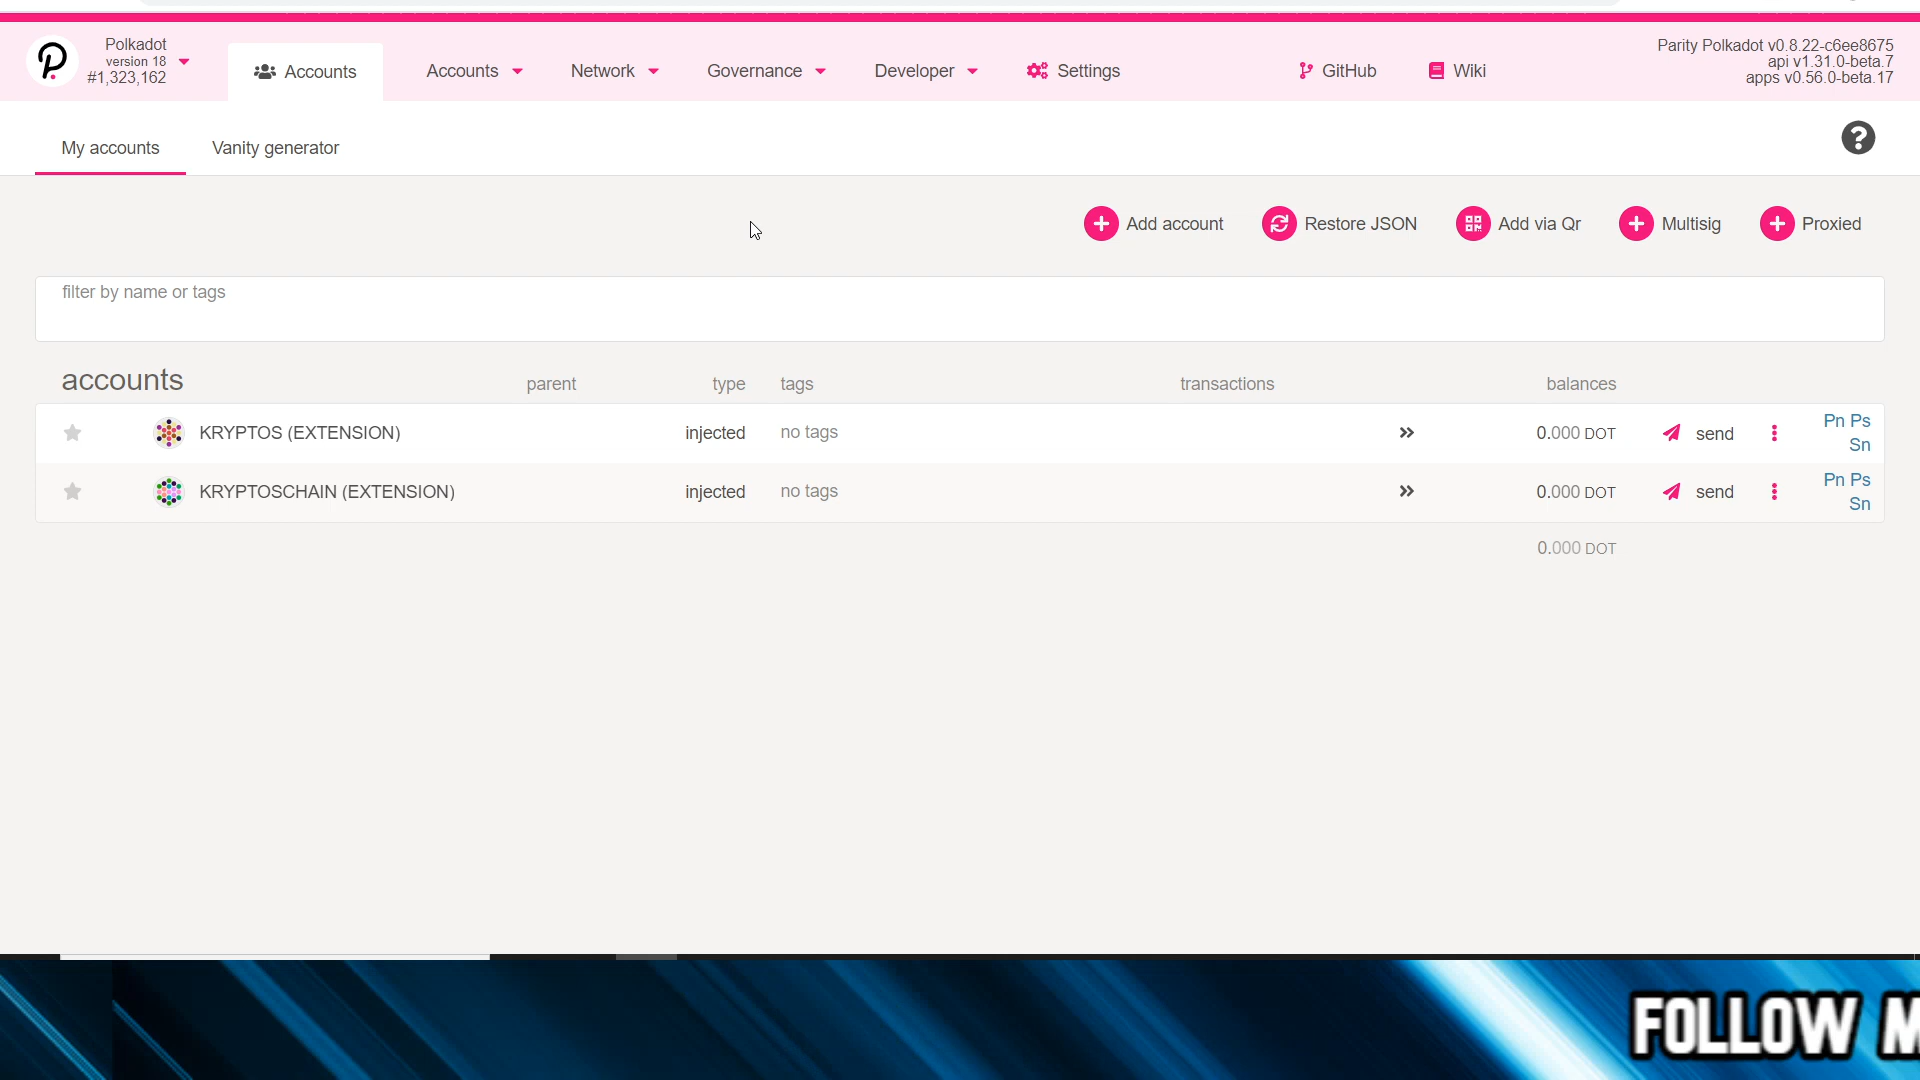 Polkadot
version 18
#1,323,162
Accounts
Accounts
Network
Governance
Developer
Settings
GitHub
Wiki
Parity Polkadot v0.8.22-c6ee8675
api v1.31.0-beta.7
apps v0.56.0-beta.17
My accounts
Vanity generator
Add account
Restore JSON
Add via Qr
Multisig
Proxied
filter by name or tags
accounts parent type tags transactions balances
KRYPTOS (EXTENSION) injected no tags 0.000 DOT send Pn Ps
Sn
KRYPTOSCHAIN (EXTENSION) injected no tags 0.000 DOT send Pn Ps
Sn
0.000 DOT
FOLLOW